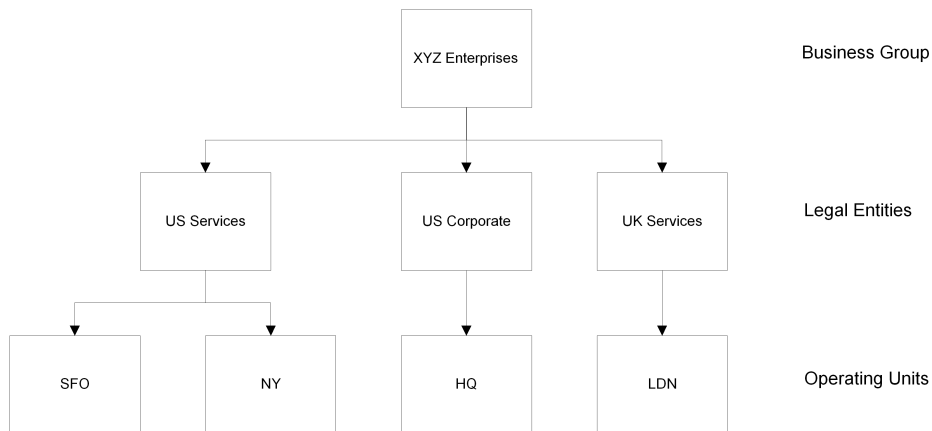 XYZ Enterprises
Business Group
US Services
US Corporate
UK Services
Legal Entities
SFO
NY
HQ
LDN
Operating Units